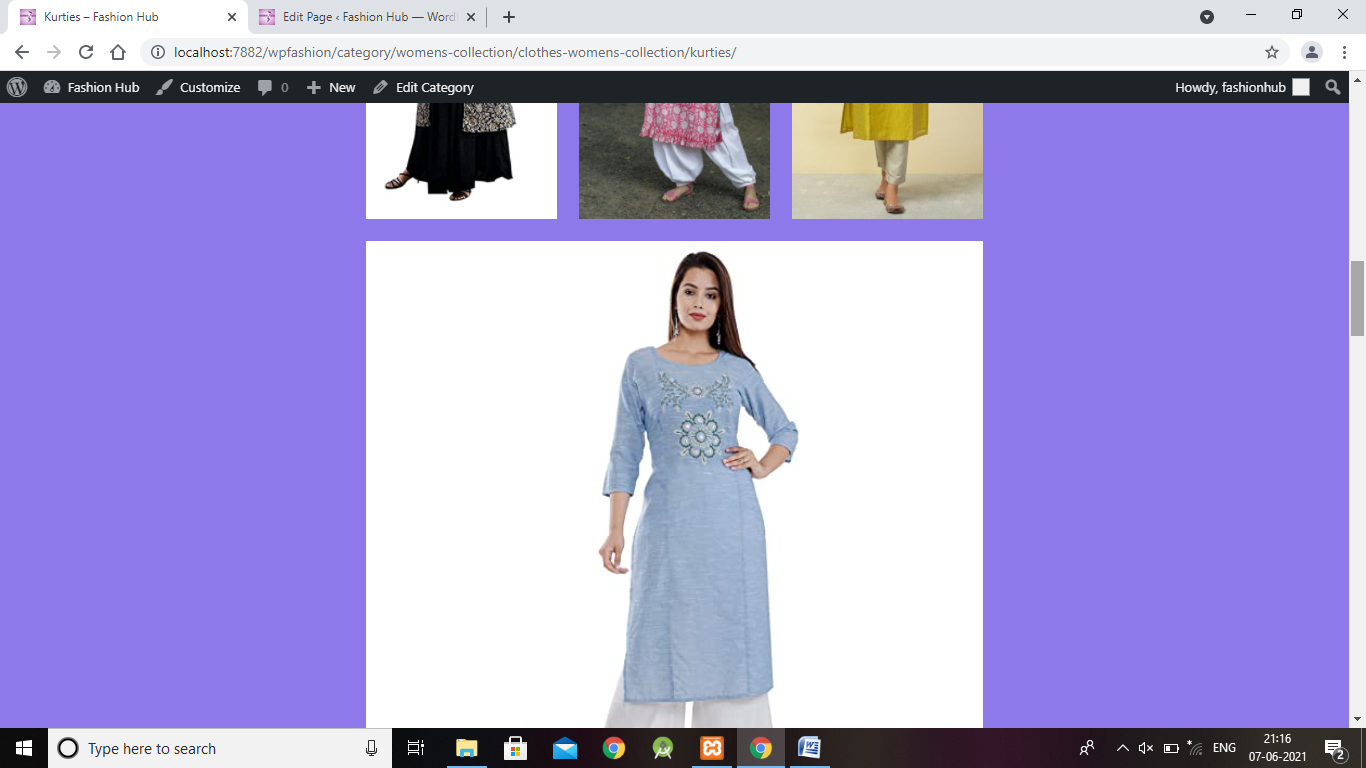 Kurties – Fashion Hub
Edit Page ‹ Fashion Hub — Word
localhost:7882/wpfashion/category/womens-collection/clothes-womens-collection/kurties/
Fashion Hub
Customize
0
New
Edit Category
Howdy, fashionhub
Type here to search
ENG
21:16
07-06-2021
2